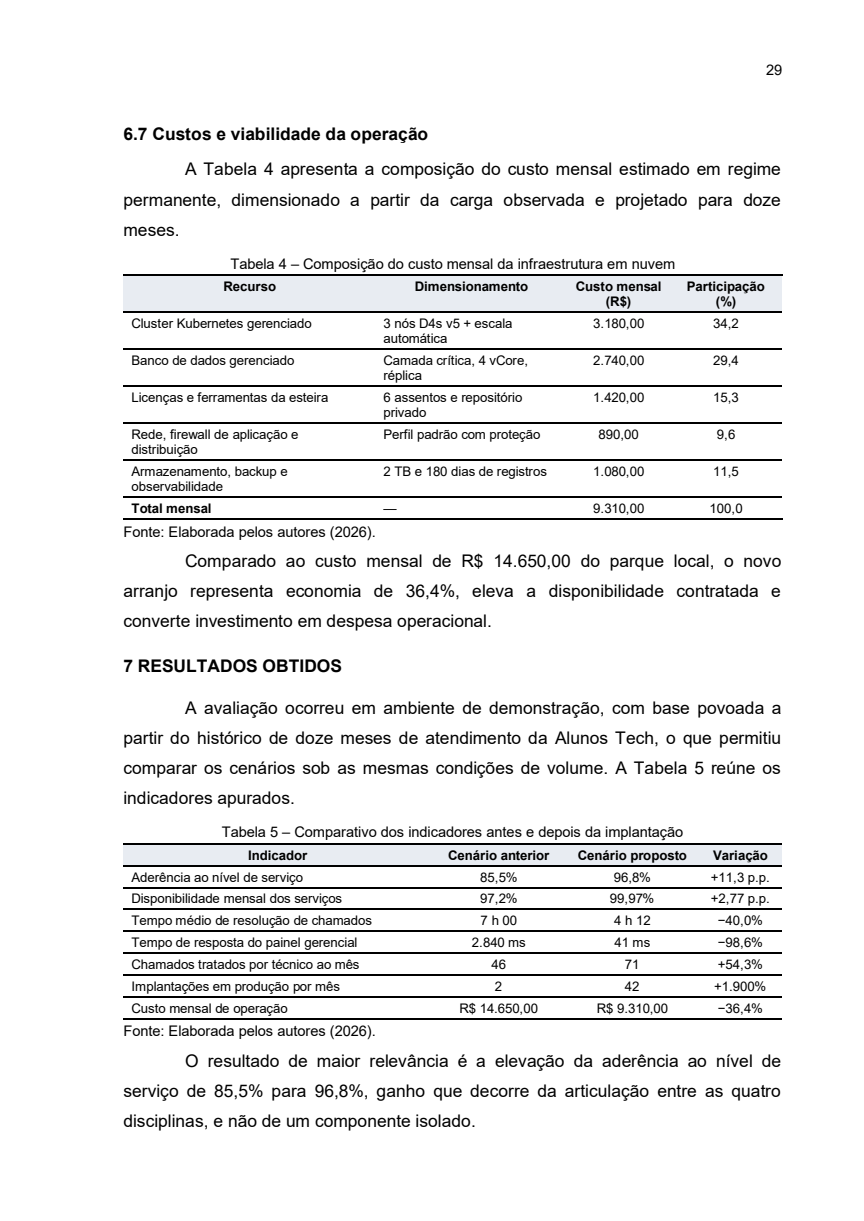 29
6.7 Custos e viabilidade da operação
A Tabela 4 apresenta a composição do custo mensal estimado em regime
permanente, dimensionado a partir da carga observada e projetado para doze
meses.
Tabela 4 – Composição do custo mensal da infraestrutura em nuvem
Recurso Dimensionamento Custo mensal (R$) Participação (%)
Cluster Kubernetes gerenciado 3 nós D4s v5 + escala automática 3.180,00 34,2
Banco de dados gerenciado Camada crítica, 4 vCore, réplica 2.740,00 29,4
Licenças e ferramentas da esteira 6 assentos e repositório privado 1.420,00 15,3
Rede, firewall de aplicação e distribuição Perfil padrão com proteção 890,00 9,6
Armazenamento, backup e observabilidade 2 TB e 180 dias de registros 1.080,00 11,5
Total mensal — 9.310,00 100,0
Fonte: Elaborada pelos autores (2026).
Comparado ao custo mensal de R$ 14.650,00 do parque local, o novo
arranjo representa economia de 36,4%, eleva a disponibilidade contratada e
converte investimento em despesa operacional.
7 RESULTADOS OBTIDOS
A avaliação ocorreu em ambiente de demonstração, com base povoada a
partir do histórico de doze meses de atendimento da Alunos Tech, o que permitiu
comparar os cenários sob as mesmas condições de volume. A Tabela 5 reúne os
indicadores apurados.
Tabela 5 – Comparativo dos indicadores antes e depois da implantação
Indicador Cenário anterior Cenário proposto Variação
Aderência ao nível de serviço 85,5% 96,8% +11,3 p.p.
Disponibilidade mensal dos serviços 97,2% 99,97% +2,77 p.p.
Tempo médio de resolução de chamados 7 h 00 4 h 12 −40,0%
Tempo de resposta do painel gerencial 2.840 ms 41 ms −98,6%
Chamados tratados por técnico ao mês 46 71 +54,3%
Implantações em produção por mês 2 42 +1.900%
Custo mensal de operação R$ 14.650,00 R$ 9.310,00 −36,4%
Fonte: Elaborada pelos autores (2026).
O resultado de maior relevância é a elevação da aderência ao nível de
serviço de 85,5% para 96,8%, ganho que decorre da articulação entre as quatro
disciplinas, e não de um componente isolado.